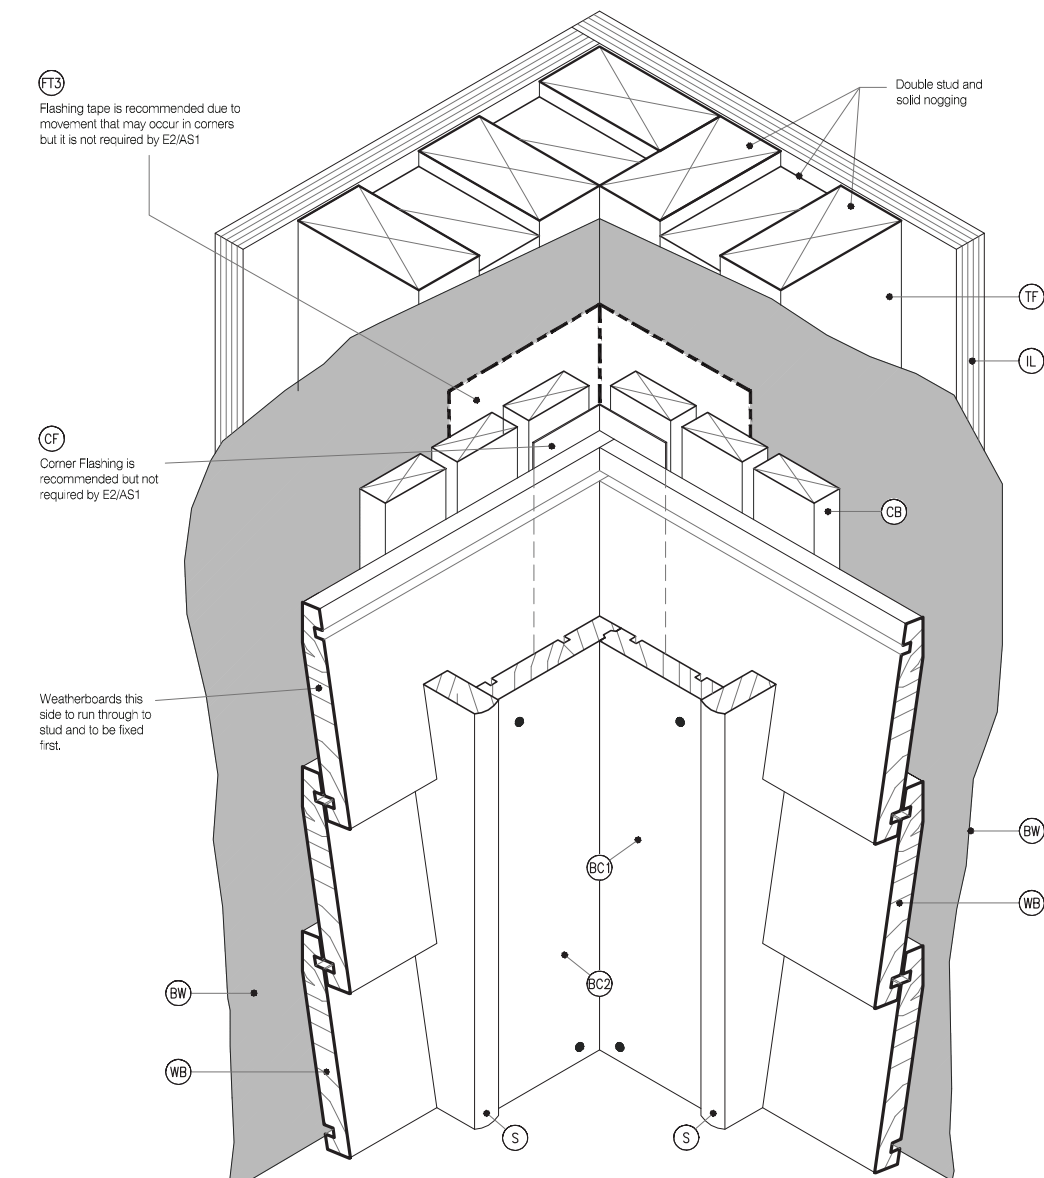 FT3
Flashing tape is recommended due to
movement that may occur in corners
but it is not required by E2/AS1
Double stud and
solid nogging
TF
IL
CF
Corner Flashing is
recommended but not
required by E2/AS1
CB
Weatherboards this
side to run through to
stud and to be fixed
first.
BW
BC1
WB
BC2
BW
WB
S
S